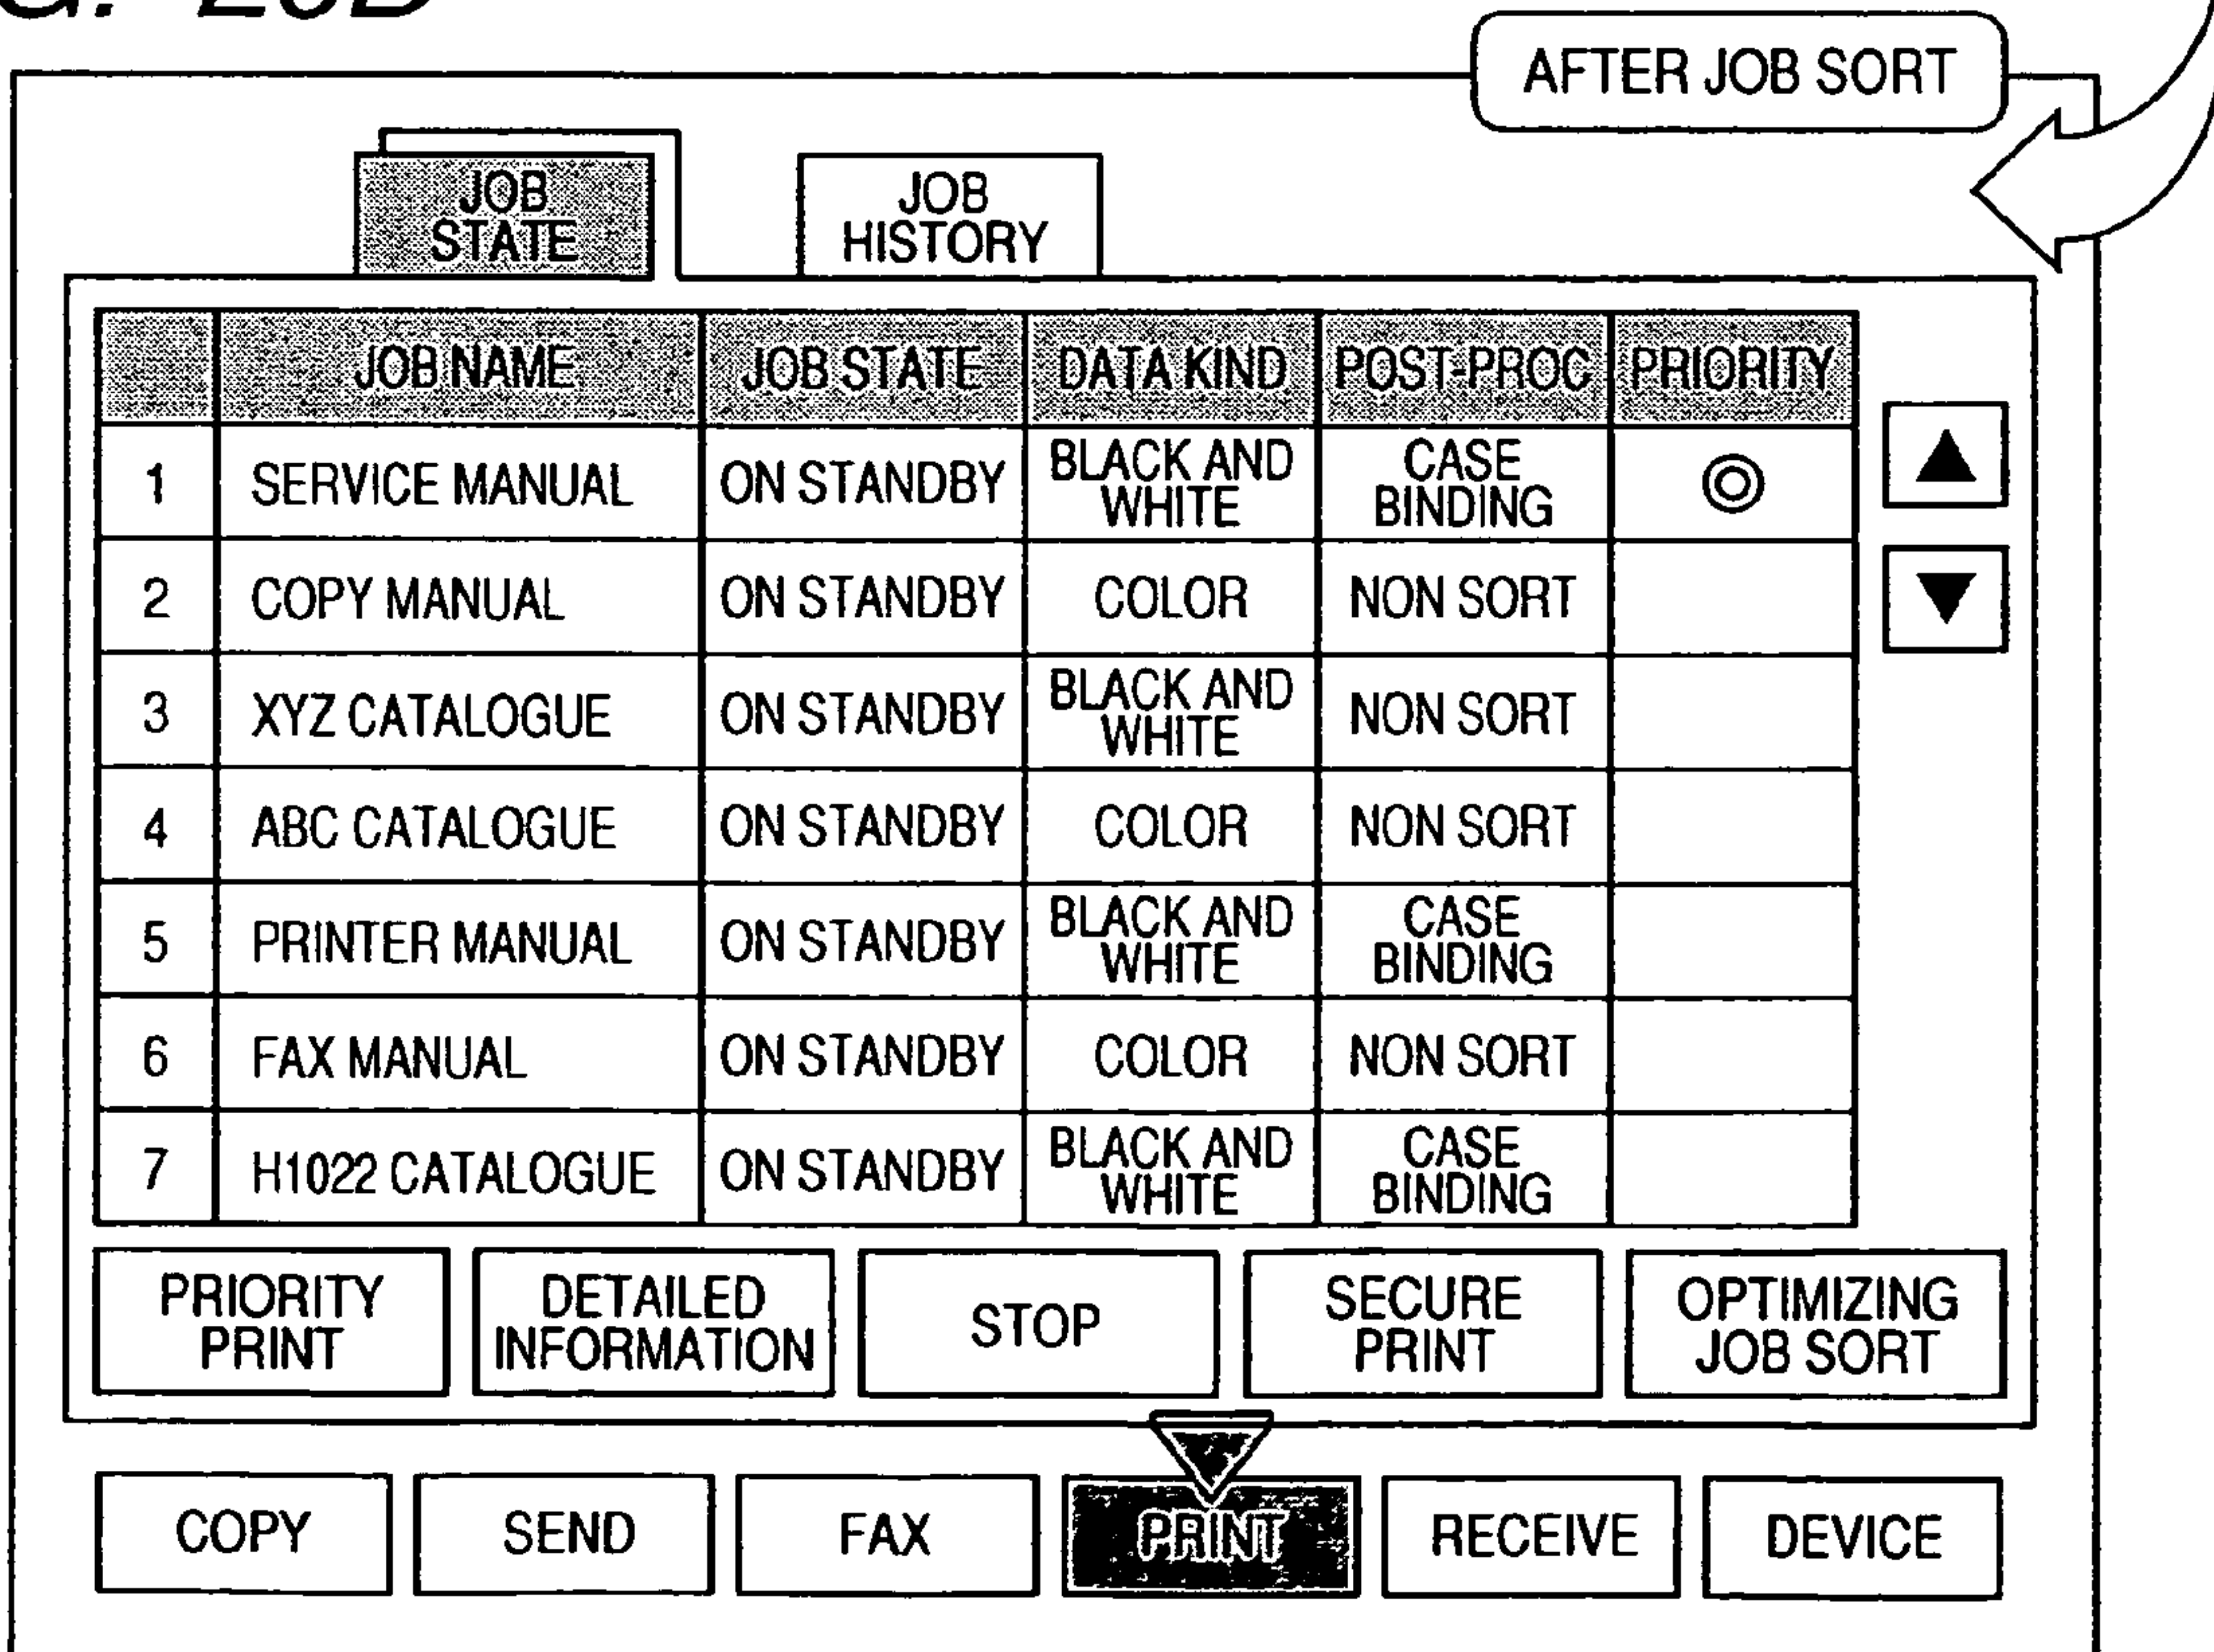 AFTER JOB SORT
JOB
STATE
JOB
HISTORY
JOB NAME JOB STATE DATA KIND POST-PROC PRIORITY
1 SERVICE MANUAL ON STANDBY BLACK AND WHITE CASE BINDING ◎
2 COPY MANUAL ON STANDBY COLOR NON SORT
3 XYZ CATALOGUE ON STANDBY BLACK AND WHITE NON SORT
4 ABC CATALOGUE ON STANDBY COLOR NON SORT
5 PRINTER MANUAL ON STANDBY BLACK AND WHITE CASE BINDING
6 FAX MANUAL ON STANDBY COLOR NON SORT
7 H1022 CATALOGUE ON STANDBY BLACK AND WHITE CASE BINDING
PRIORITY
PRINT
DETAILED
INFORMATION
STOP
SECURE
PRINT
OPTIMIZING
JOB SORT
COPY
SEND
FAX
PRINT
RECEIVE
DEVICE